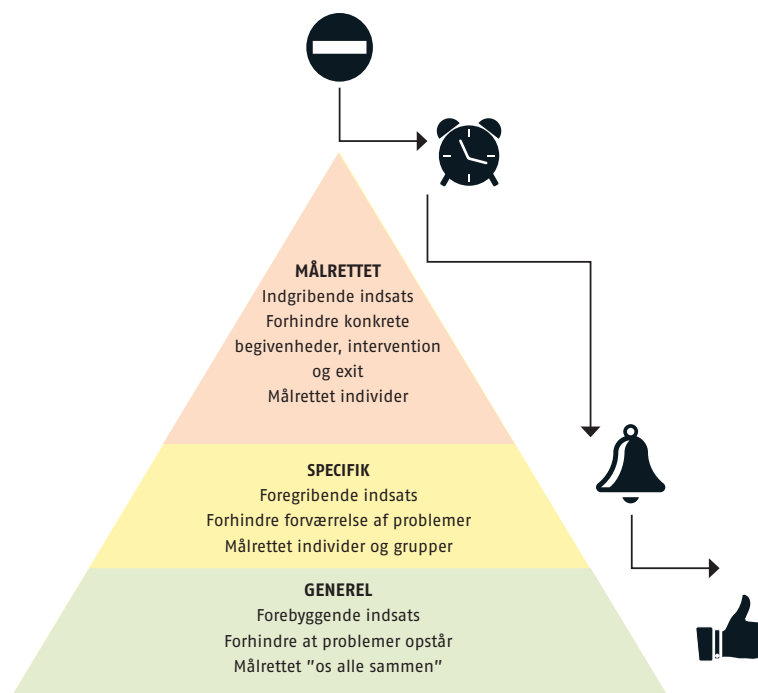 MÅLRETTET
Indgribende indsats
Forhindre konkrete
begivenheder, intervention
og exit
Målrettet individer
SPECIFIK
Foregribende indsats
Forhindre forværrelse af problemer
Målrettet individer og grupper
GENEREL
Forebyggende indsats
Forhindre at problemer opstår
Målrettet ”os alle sammen”